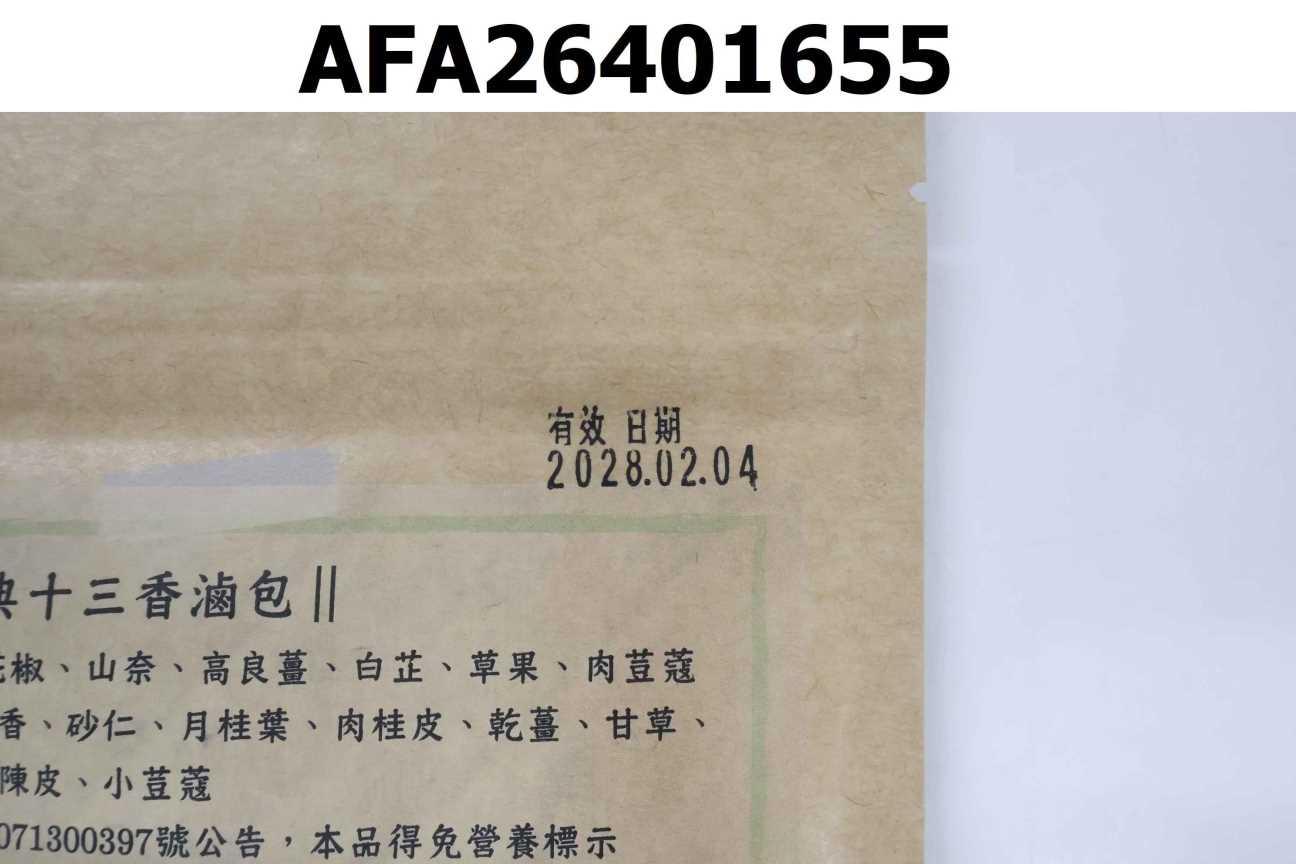 AFA26401655
有效 日期
2028.02.04
典十三香滷包||
花椒、山奈、高良薑、白芷、草果、肉荳蔻
香、砂仁、月桂葉、肉桂皮、乾薑、甘草、
陳皮、小荳蔻
071300397號公告，本品得免營養標示